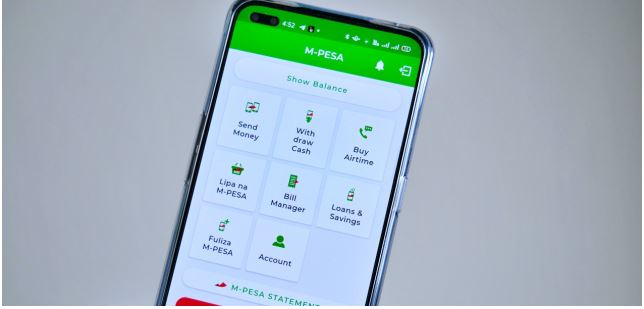 4:52
M-PESA
Show Balance
Send
Money
With
draw
Cash
Buy
Airtime
Lipa na
M-PESA
Bill
Manager
Loans &
Savings
Fuliza
M-PESA
Account
M-PESA STATEMENT